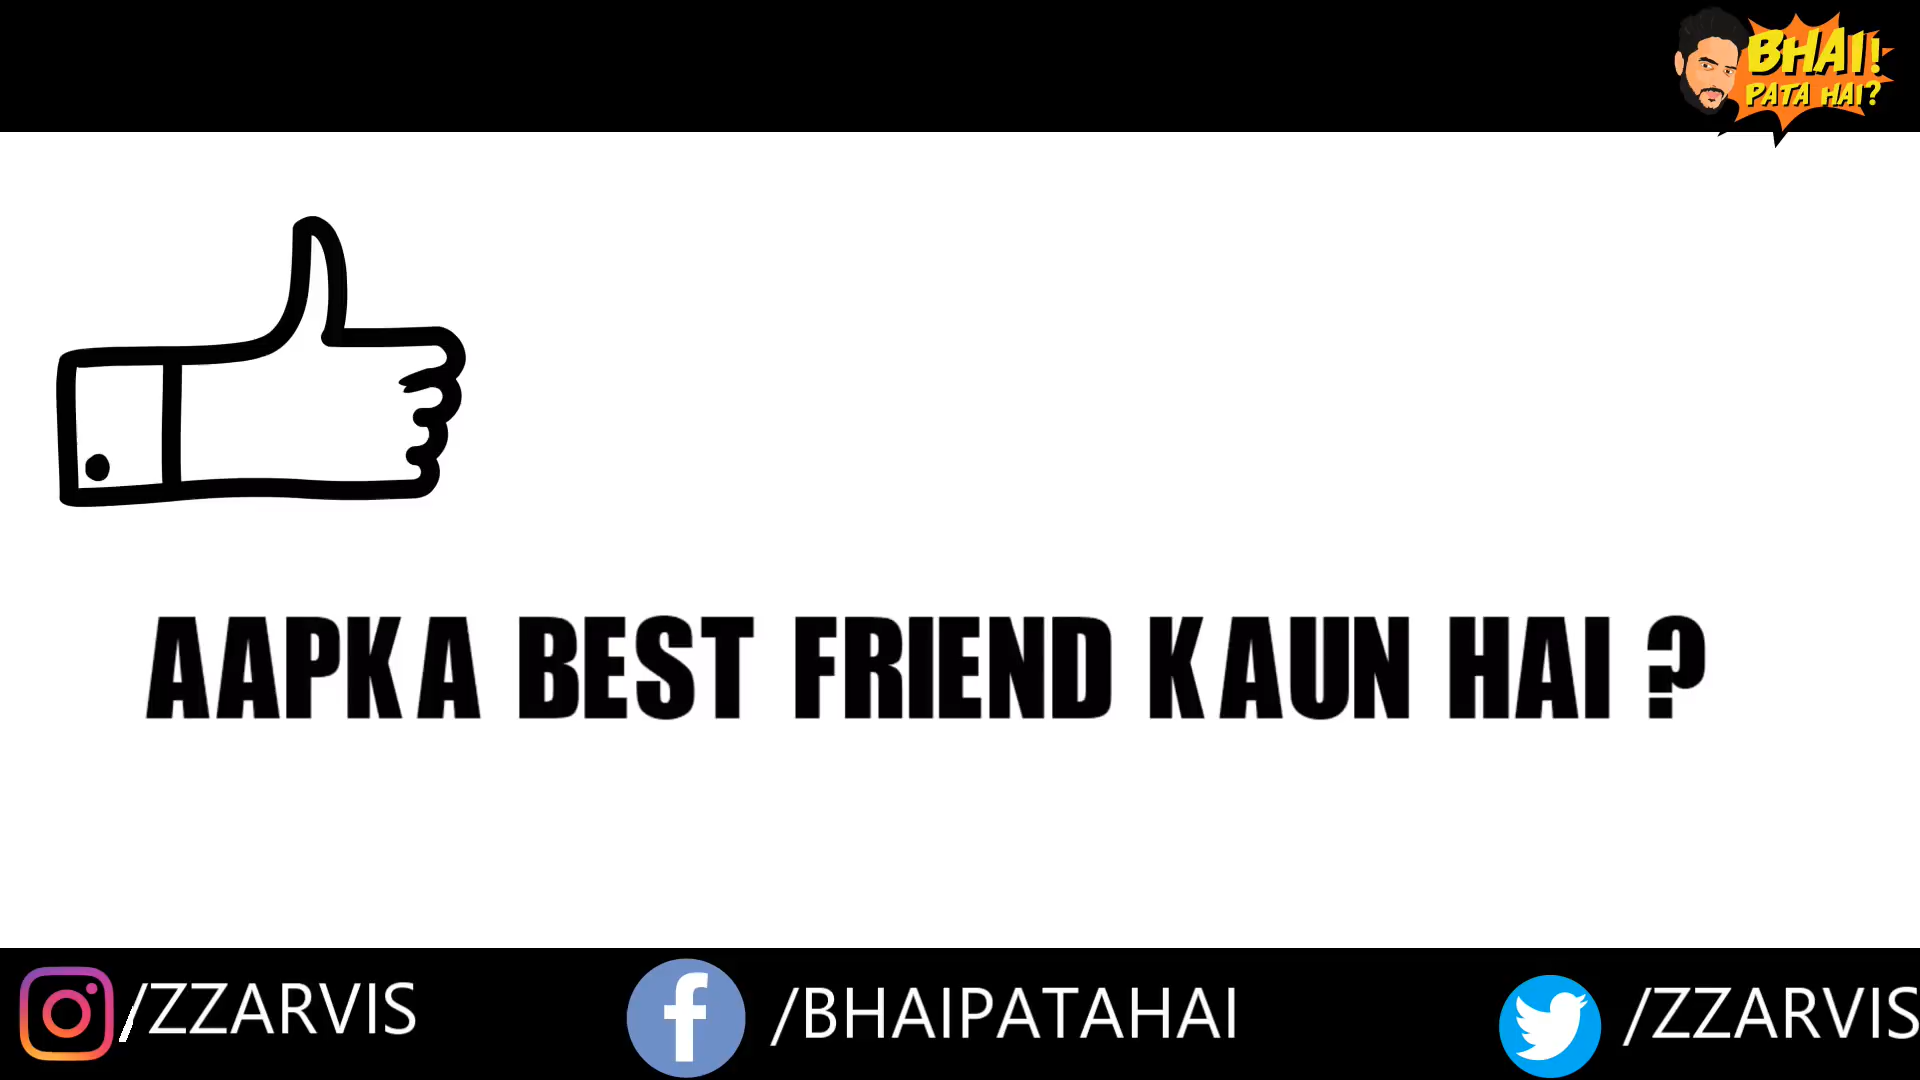 BHAI!
PATA HAI?
AAPKA BEST FRIEND KAUN HAI ?
/ZZARVIS
/BHAIPATAHAI
/ZZARVIS